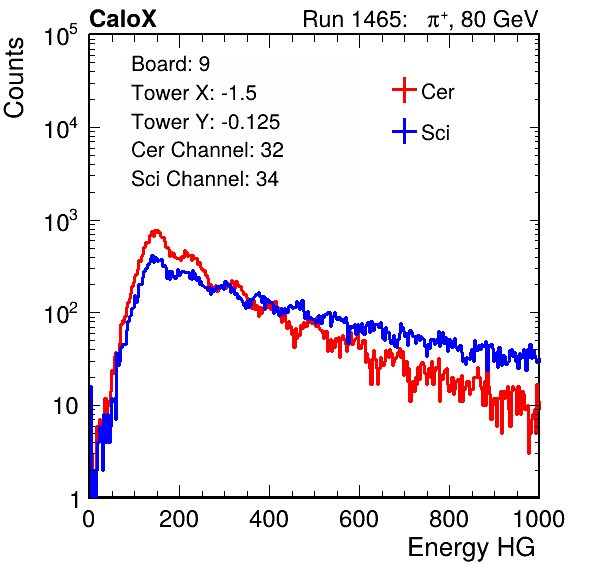 CaloX Run 1465: π⁺, 80 GeV
Counts
10⁵
10⁴
10³
10²
10
1
Board: 9
Tower X: -1.5
Tower Y: -0.125
Cer Channel: 32
Sci Channel: 34
Cer
Sci
0 200 400 600 800 1000
Energy HG